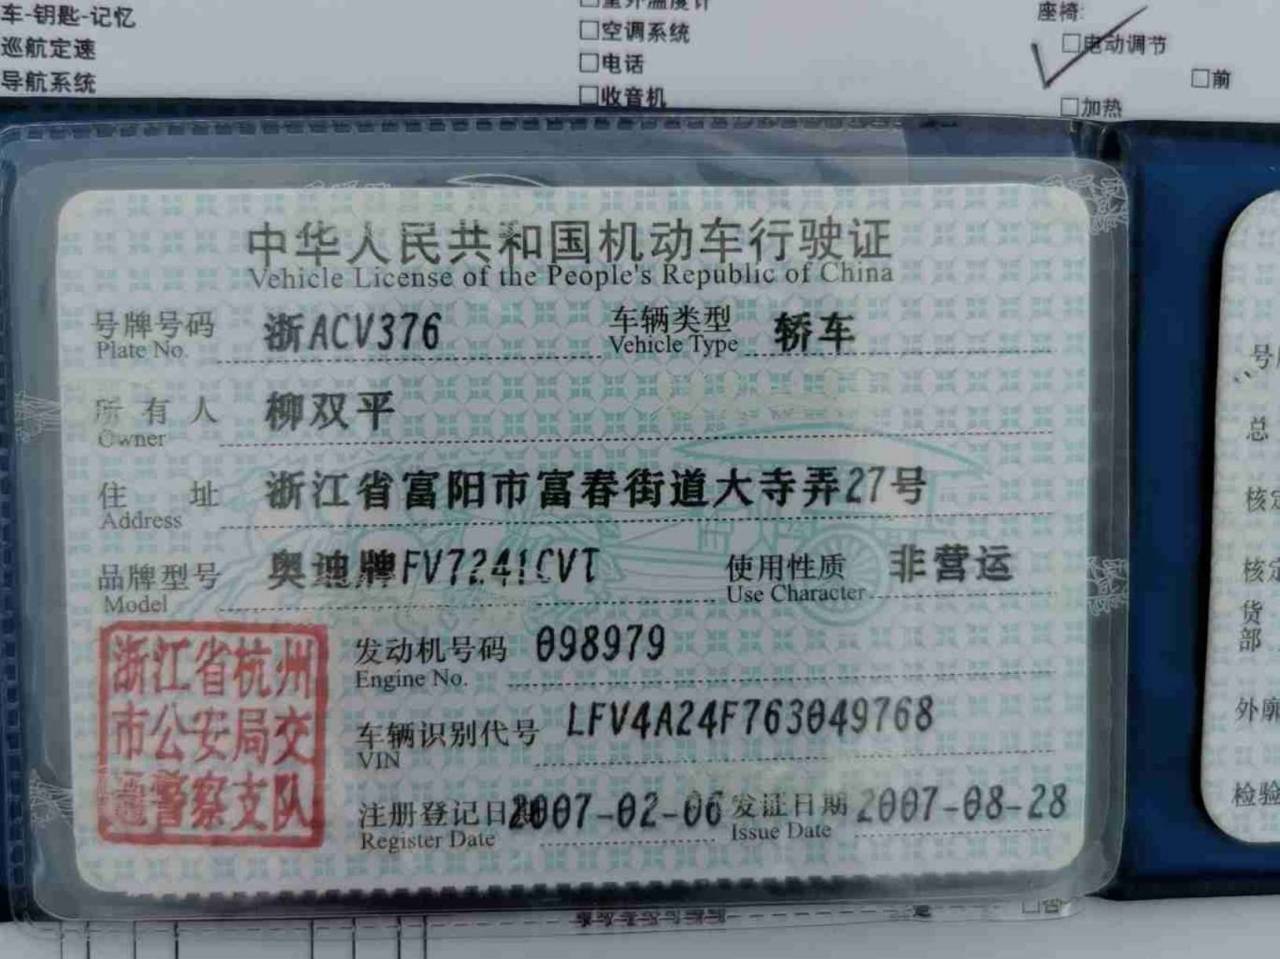 车-钥匙-记忆
巡航定速
导航系统
□室外温度计
□空调系统
□电话
□收音机
座椅:
□电动调节
□前
□加热
中华人民共和国机动车行驶证
Vehicle License of the People's Republic of China
号牌号码 浙ACV376 车辆类型 轿车
Plate No. Vehicle Type
所有人 柳双平
Owner
住址 浙江省富阳市富春街道大寺弄27号
Address
品牌型号 奥迪牌FV7241CVT 使用性质 非营运
Model Use Character
发动机号码 098979
Engine No.
车辆识别代号 LFV4A24F763049768
VIN
注册登记日期 2007-02-06 发证日期 2007-08-28
Register Date Issue Date
浙江省杭州
市公安局交
通警察支队
总
核定
核定
货
部
外廓
检验